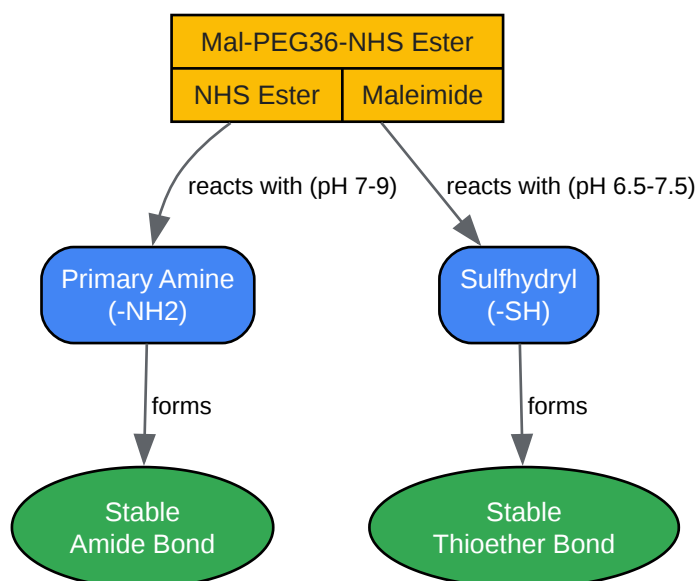 Mal-PEG36-NHS Ester
NHS Ester
Maleimide
reacts with (pH 7-9)
reacts with (pH 6.5-7.5)
Primary Amine
(-NH2)
Sulfhydryl
(-SH)
forms
forms
Stable
Amide Bond
Stable
Thioether Bond